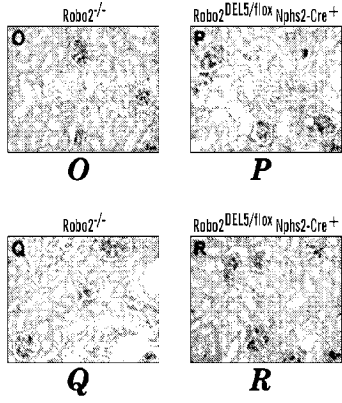 Robo2-/- Robo2DEL5/flox Nphs2-Cre+
O P
O P
Robo2-/- Robo2DEL5/flox Nphs2-Cre+
Q R
Q R